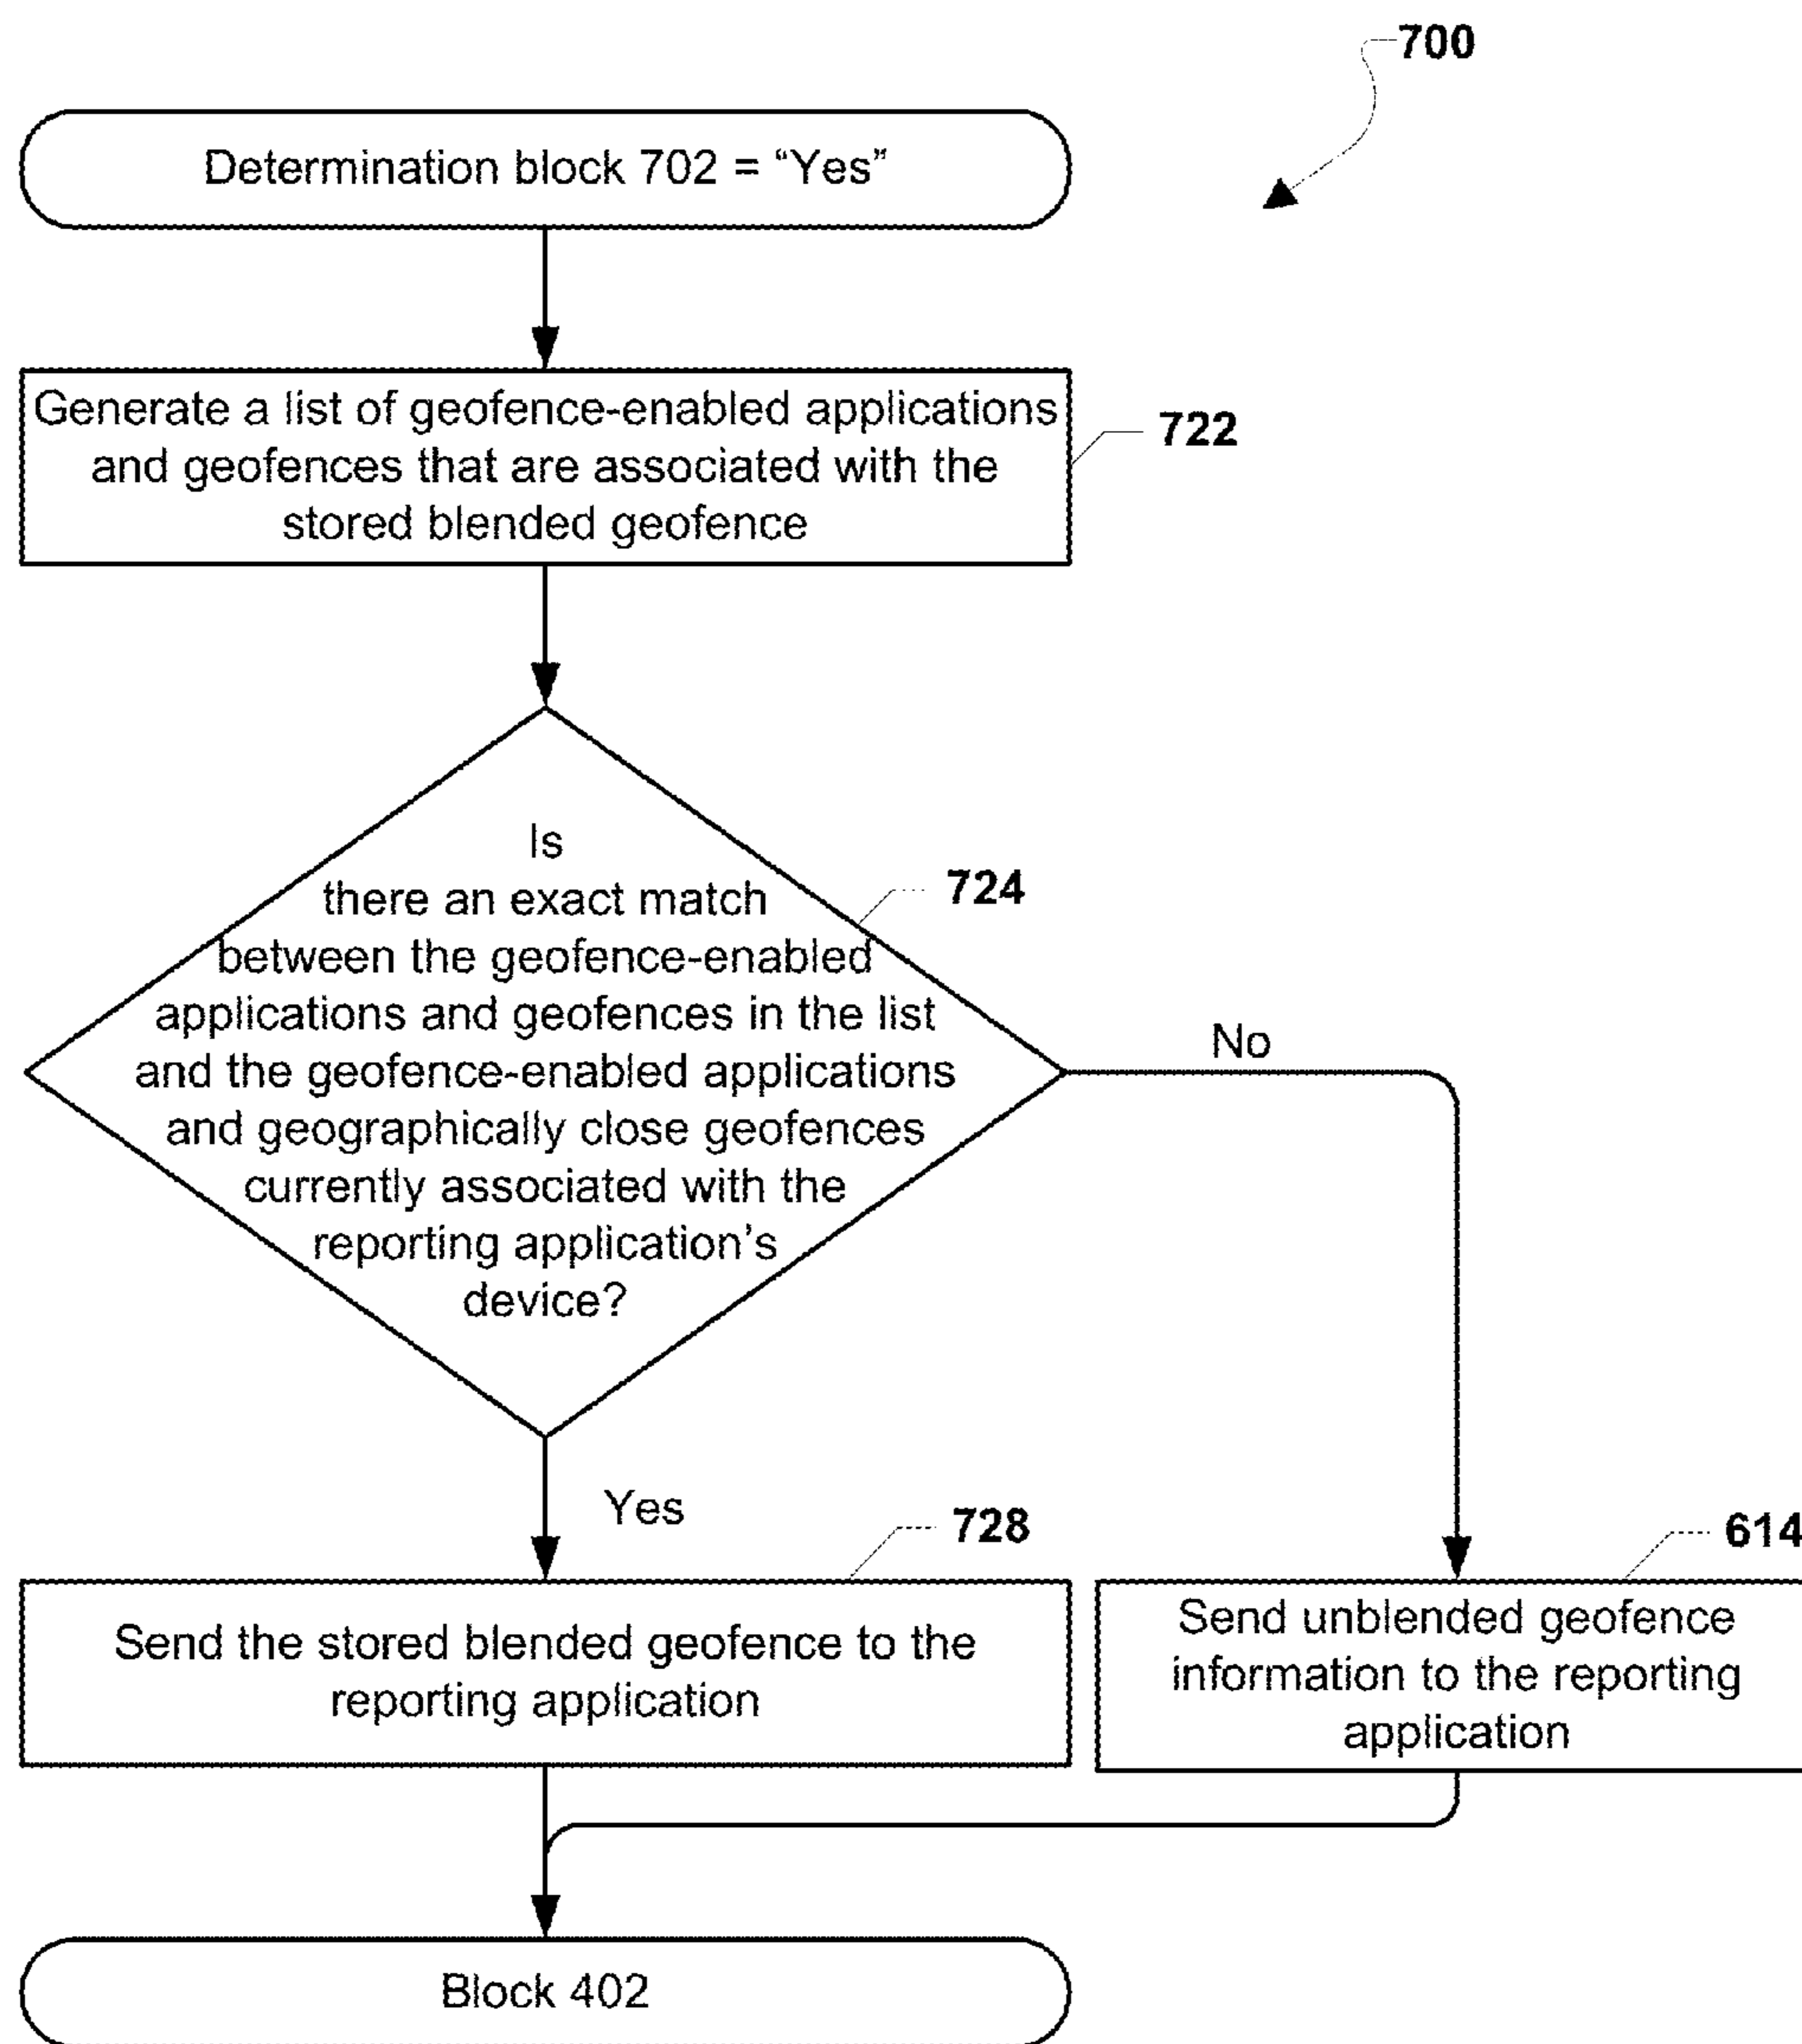 700
Determination block 702 = “Yes”
Generate a list of geofence-enabled applications
and geofences that are associated with the
stored blended geofence
722
Is
there an exact match
between the geofence-enabled
applications and geofences in the list
and the geofence-enabled applications
and geographically close geofences
currently associated with the
reporting application’s
device?
724
No
Yes
728
Send the stored blended geofence to the
reporting application
614
Send unblended geofence
information to the reporting
application
Block 402